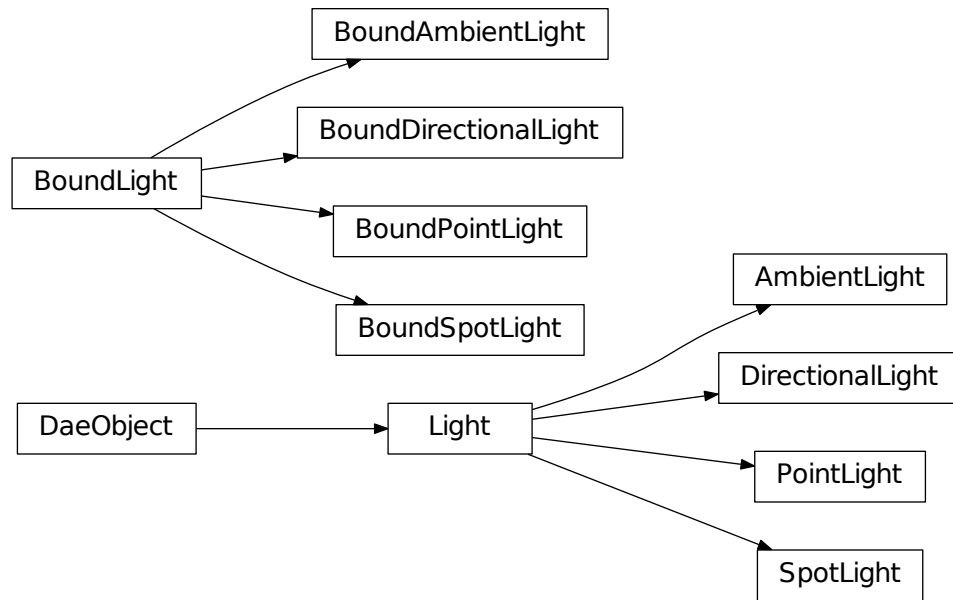 BoundAmbientLight
BoundDirectionalLight
BoundLight
BoundPointLight
AmbientLight
BoundSpotLight
DirectionalLight
DaeObject
Light
PointLight
SpotLight